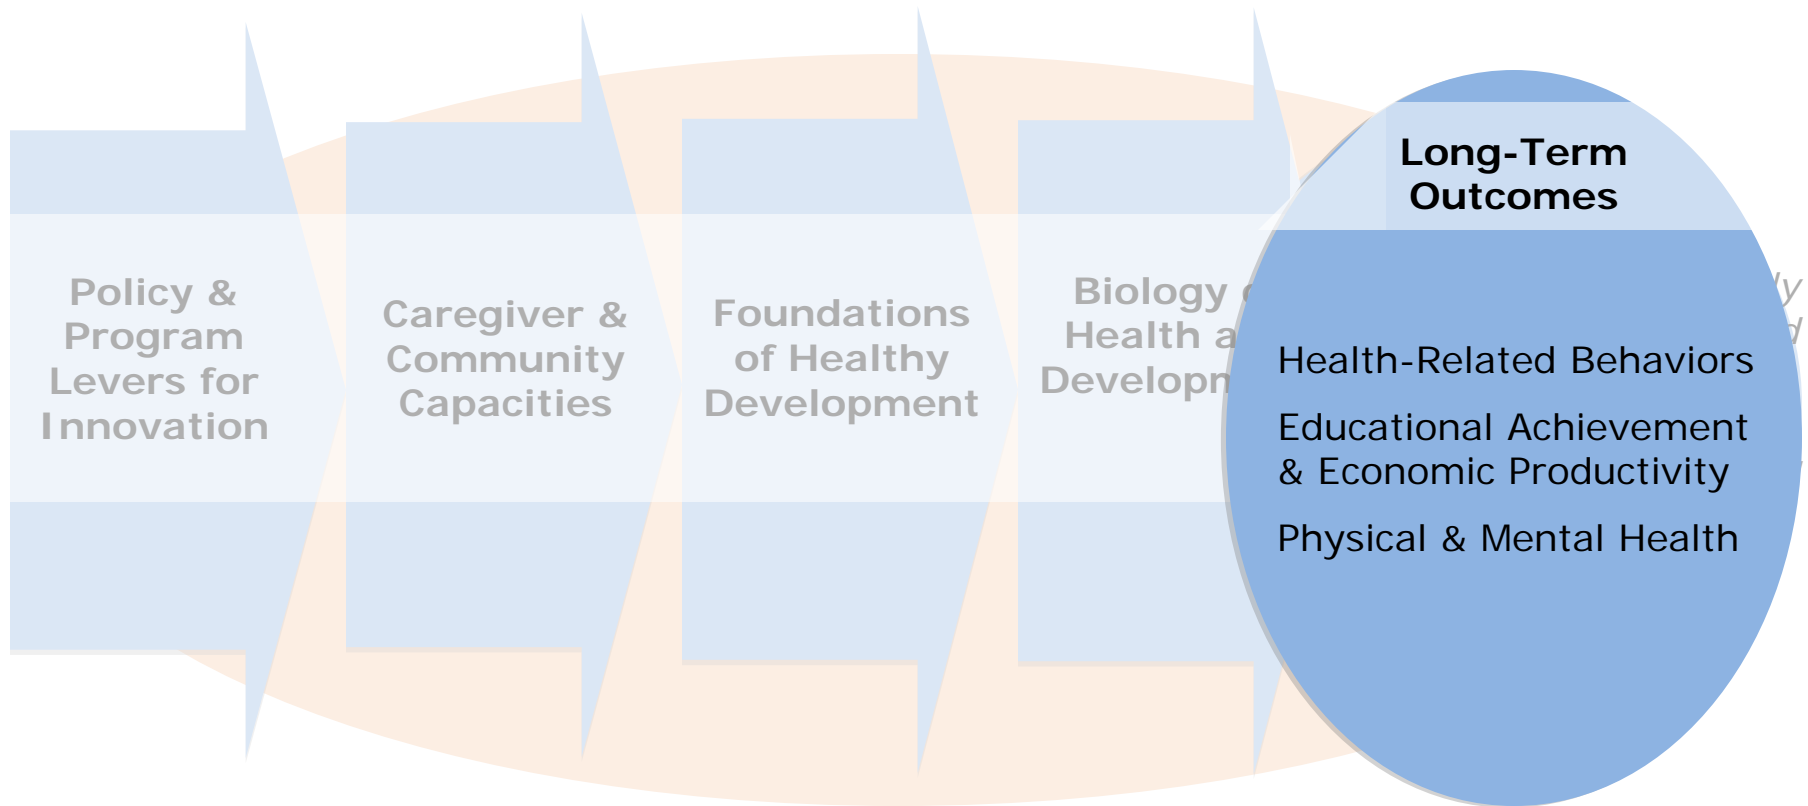 Policy &
Program
Levers for
Innovation
Caregiver &
Community
Capacities
Foundations
of Healthy
Development
Biology
Health
Long-Term
Outcomes
Health-Related Behaviors
Educational Achievement
& Economic Productivity
Physical & Mental Health